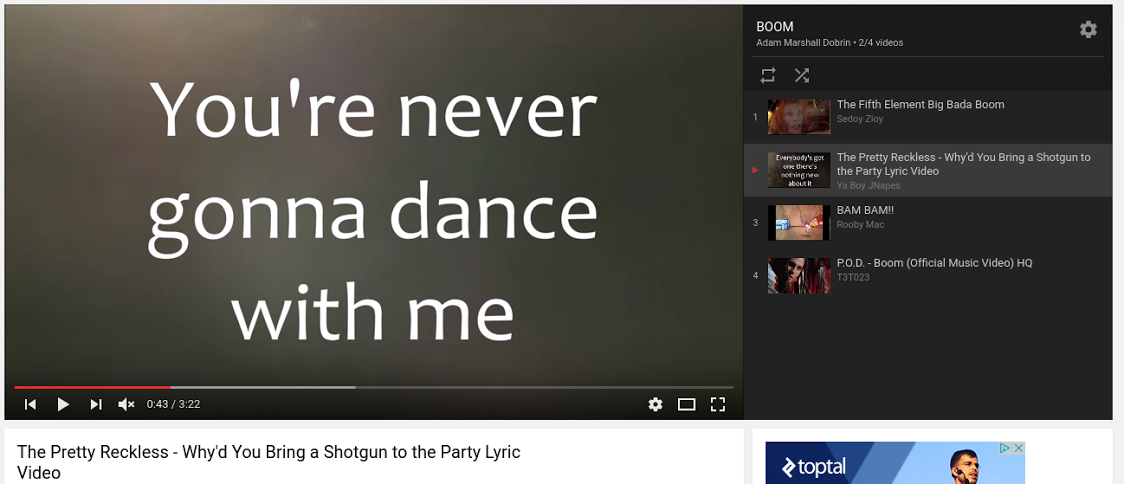 You're never
gonna dance
with me
0:43 / 3:22
BOOM
Adam Marshall Dobrin • 2/4 videos
1
The Fifth Element Big Bada Boom
Sedoy Zloy
Everybody's got
one there's
nothing new
about it
The Pretty Reckless - Why'd You Bring a Shotgun to
the Party Lyric Video
Ya Boy JNapes
3
BAM BAM!!
Rooby Mac
4
P.O.D. - Boom (Official Music Video) HQ
T3T023
The Pretty Reckless - Why'd You Bring a Shotgun to the Party Lyric
Video
toptal